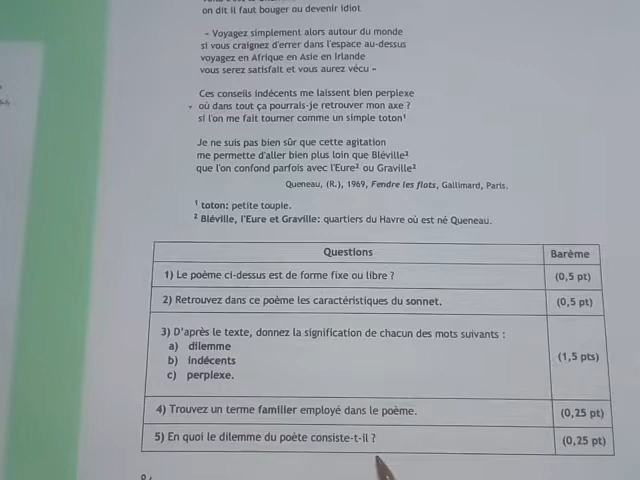 on dit il faut bouger ou devenir idiot
- Voyagez simplement alors autour du monde
si vous craignez d'errer dans l'espace au-dessus
voyagez en Afrique en Asie en Irlande
vous serez satisfait et vous aurez vécu -
Ces conseils indécents me laissent bien perplexe
où dans tout ça pourrais-je retrouver mon axe ?
si l'on me fait tourner comme un simple toton¹
Je ne suis pas bien sûr que cette agitation
me permette d'aller bien plus loin que Bléville²
que l'on confond parfois avec l'Eure² ou Graville²
Queneau, (R.), 1969, Fendre les flots, Gallimard, Paris.
¹ toton: petite toupie.
² Bléville, l'Eure et Graville: quartiers du Havre où est né Queneau.
Questions Barème
1) Le poème ci-dessus est de forme fixe ou libre ? (0,5 pt)
2) Retrouvez dans ce poème les caractéristiques du sonnet. (0,5 pt)
3) D'après le texte, donnez la signification de chacun des mots suivants :
a) dilemme
b) indécents (1,5 pts)
c) perplexe.
4) Trouvez un terme familier employé dans le poème. (0,25 pt)
5) En quoi le dilemme du poète consiste-t-il ? (0,25 pt)